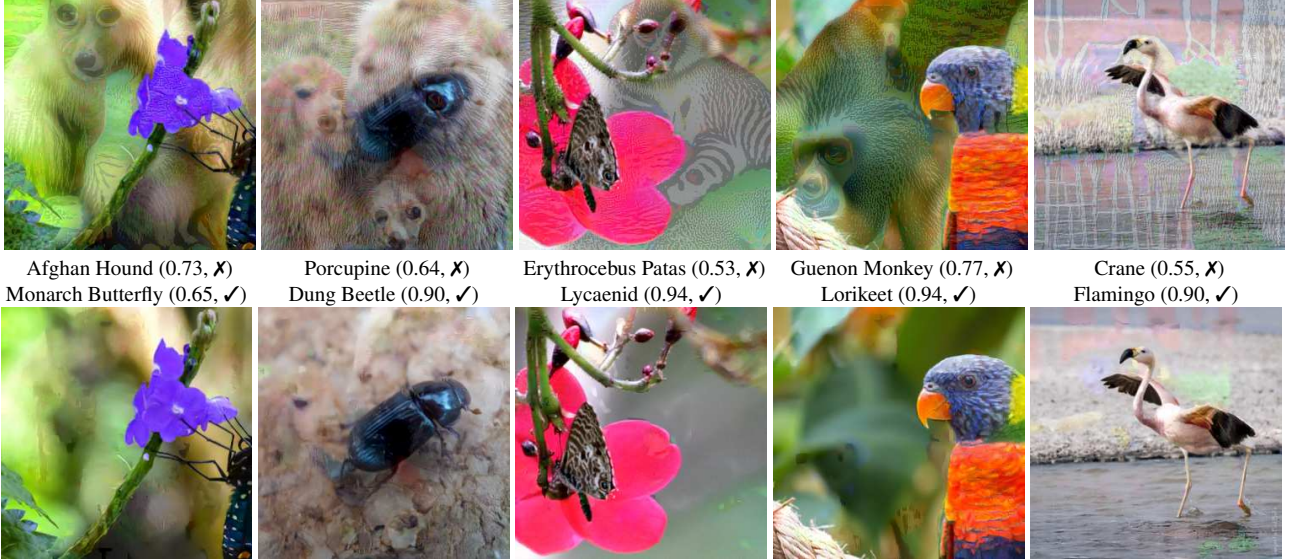 Afghan Hound (0.73, ✗)
Porcupine (0.64, ✗)
Erythrocebus Patas (0.53, ✗)
Guenon Monkey (0.77, ✗)
Crane (0.55, ✗)
Monarch Butterfly (0.65, ✓)
Dung Beetle (0.90, ✓)
Lycaenid (0.94, ✓)
Lorikeet (0.94, ✓)
Flamingo (0.90, ✓)